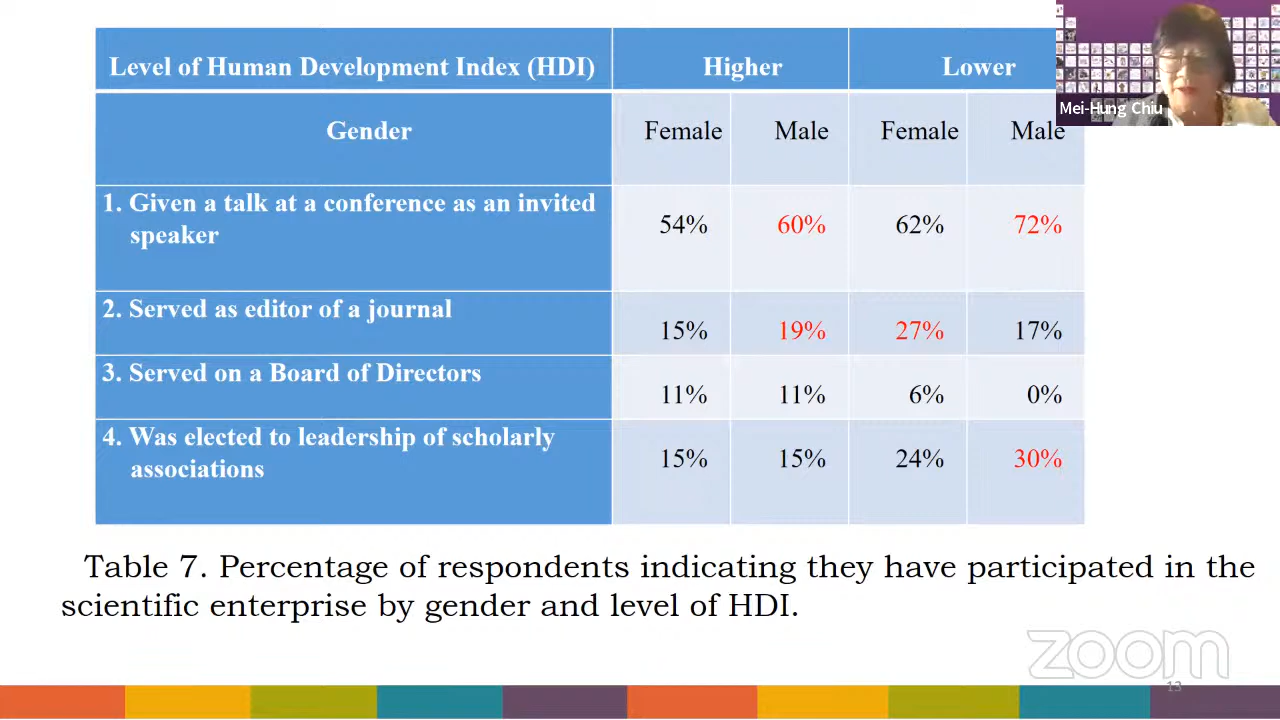 Level of Human Development Index (HDI) Higher Lower
Mei-Hung Chiu
Gender Female Male Female Male
1. Given a talk at a conference as an invited
speaker
54% 60% 62% 72%
2. Served as editor of a journal
15% 19% 27% 17%
3. Served on a Board of Directors
11% 11% 6% 0%
4. Was elected to leadership of scholarly
associations
15% 15% 24% 30%
Table 7. Percentage of respondents indicating they have participated in the
scientific enterprise by gender and level of HDI.
zoom
13